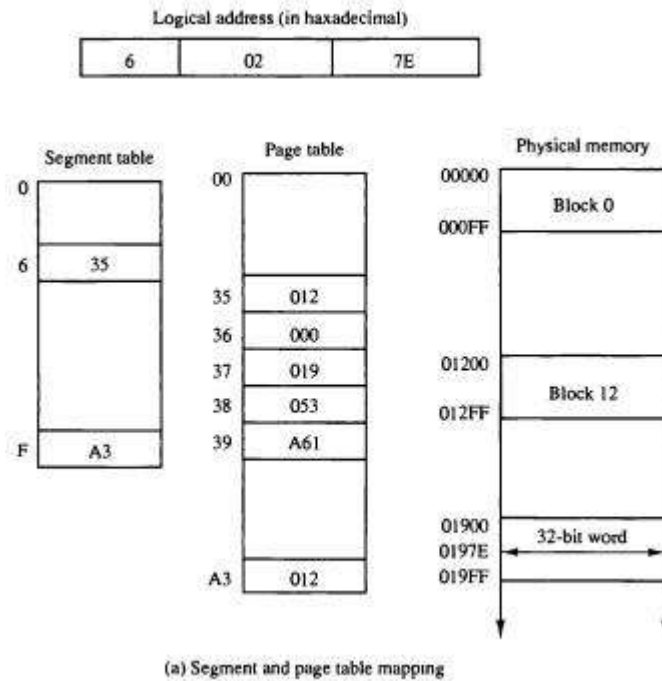 Logical address (in haxadecimal)
6 02 7E
Segment table
0
6 35
F A3
Page table
00
35 012
36 000
37 019
38 053
39 A61
A3 012
Physical memory
00000
Block 0
000FF
01200
Block 12
012FF
01900
32-bit word
0197E
019FF
(a) Segment and page table mapping